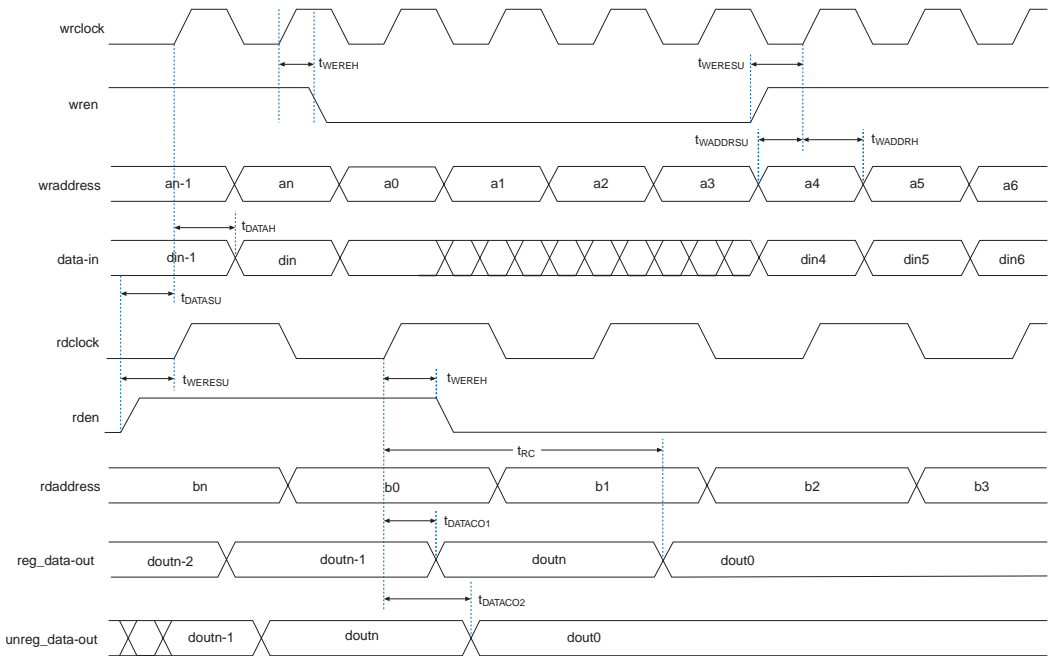 wrclock
tWEREH
tWERESU
wren
tWADDRSU
tWADDRH
wraddress
an-1 an a0 a1 a2 a3 a4 a5 a6
tDATAH
data-in
din-1 din din4 din5 din6
tDATASU
rdclock
tWERESU
tWEREH
rden
tRC
rdaddress
bn b0 b1 b2 b3
tDATACO1
reg_data-out
doutn-2 doutn-1 doutn dout0
tDATACO2
unreg_data-out
doutn-1 doutn dout0